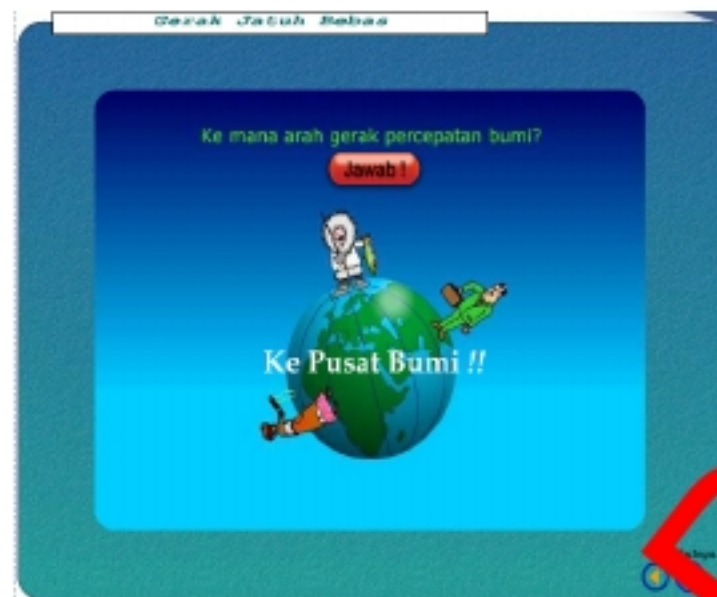 Gerak Jatuh Bebas
Ke mana arah gerak percepatan bumi?
Jawab !
Ke Pusat Bumi !!